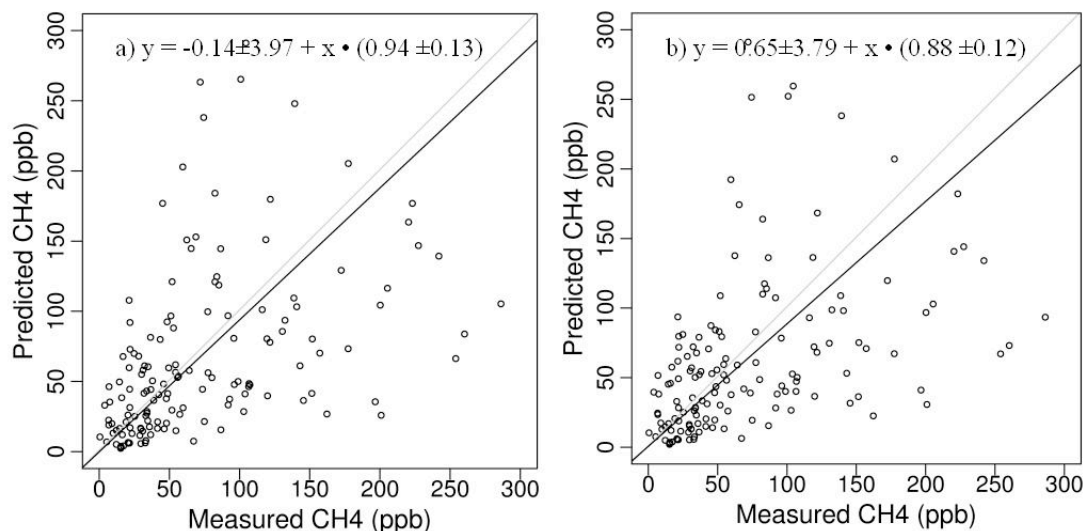 a) y = -0.14±3.97 + x • (0.94 ±0.13)
300
250
200
150
100
50
0
Predicted CH4 (ppb)
0 50 100 150 200 250 300
Measured CH4 (ppb)
b) y = 0.65±3.79 + x • (0.88 ±0.12)
300
250
200
150
100
50
0
Predicted CH4 (ppb)
0 50 100 150 200 250 300
Measured CH4 (ppb)